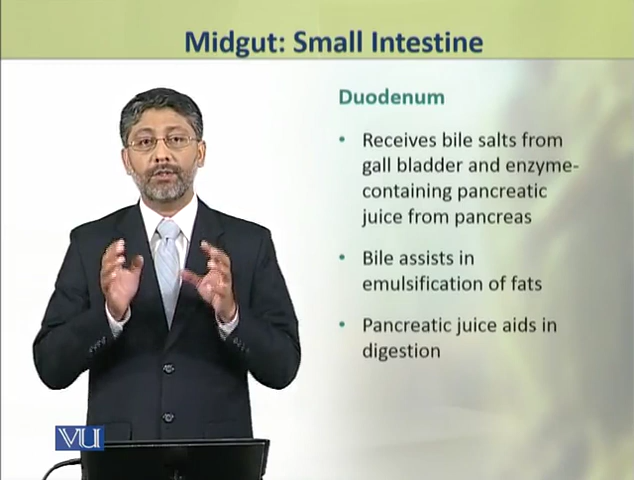 Midgut: Small Intestine
Duodenum
• Receives bile salts from
gall bladder and enzyme-
containing pancreatic
juice from pancreas
• Bile assists in
emulsification of fats
• Pancreatic juice aids in
digestion
VU